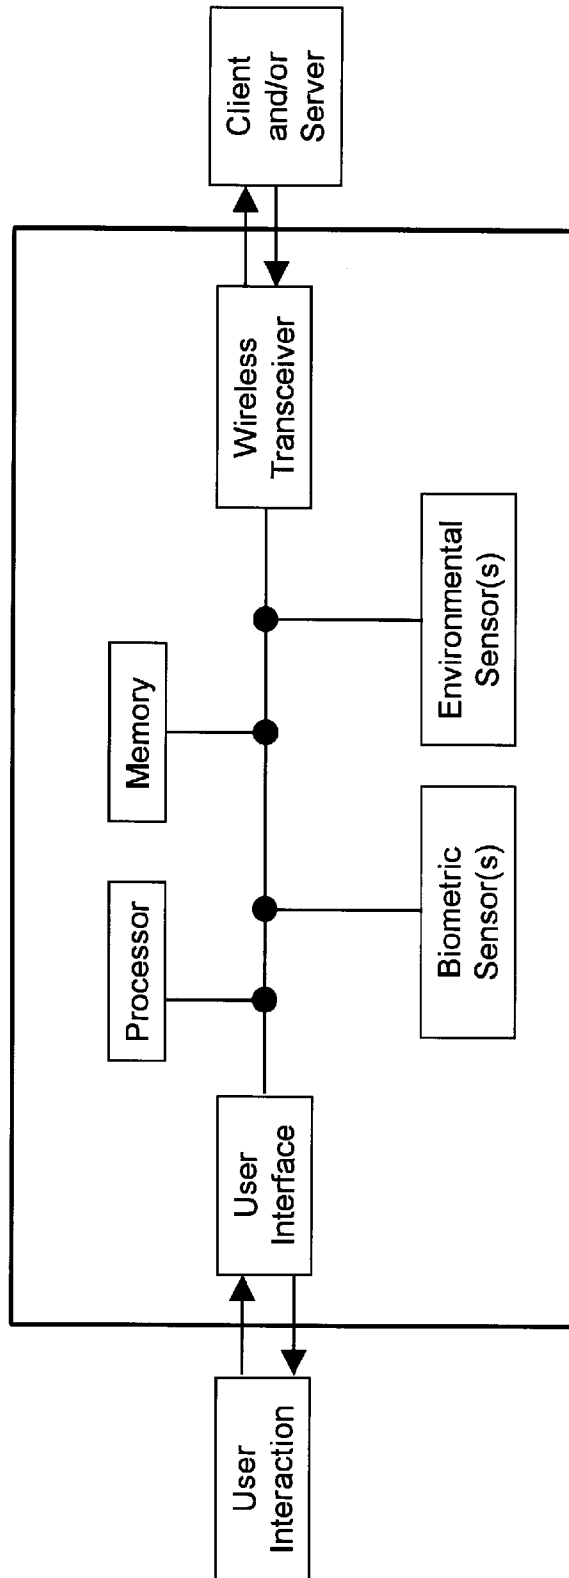 User
Interaction
User
Interface
Processor
Biometric
Sensor(s)
Memory
Environmental
Sensor(s)
Wireless
Transceiver
Client
and/or
Server